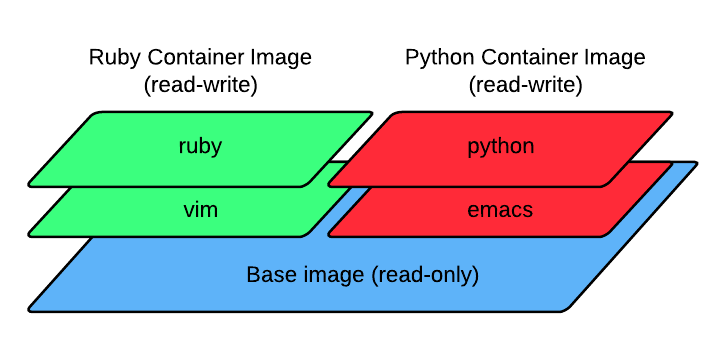 Ruby Container Image
(read-write)
Python Container Image
(read-write)
ruby
python
vim
emacs
Base image (read-only)